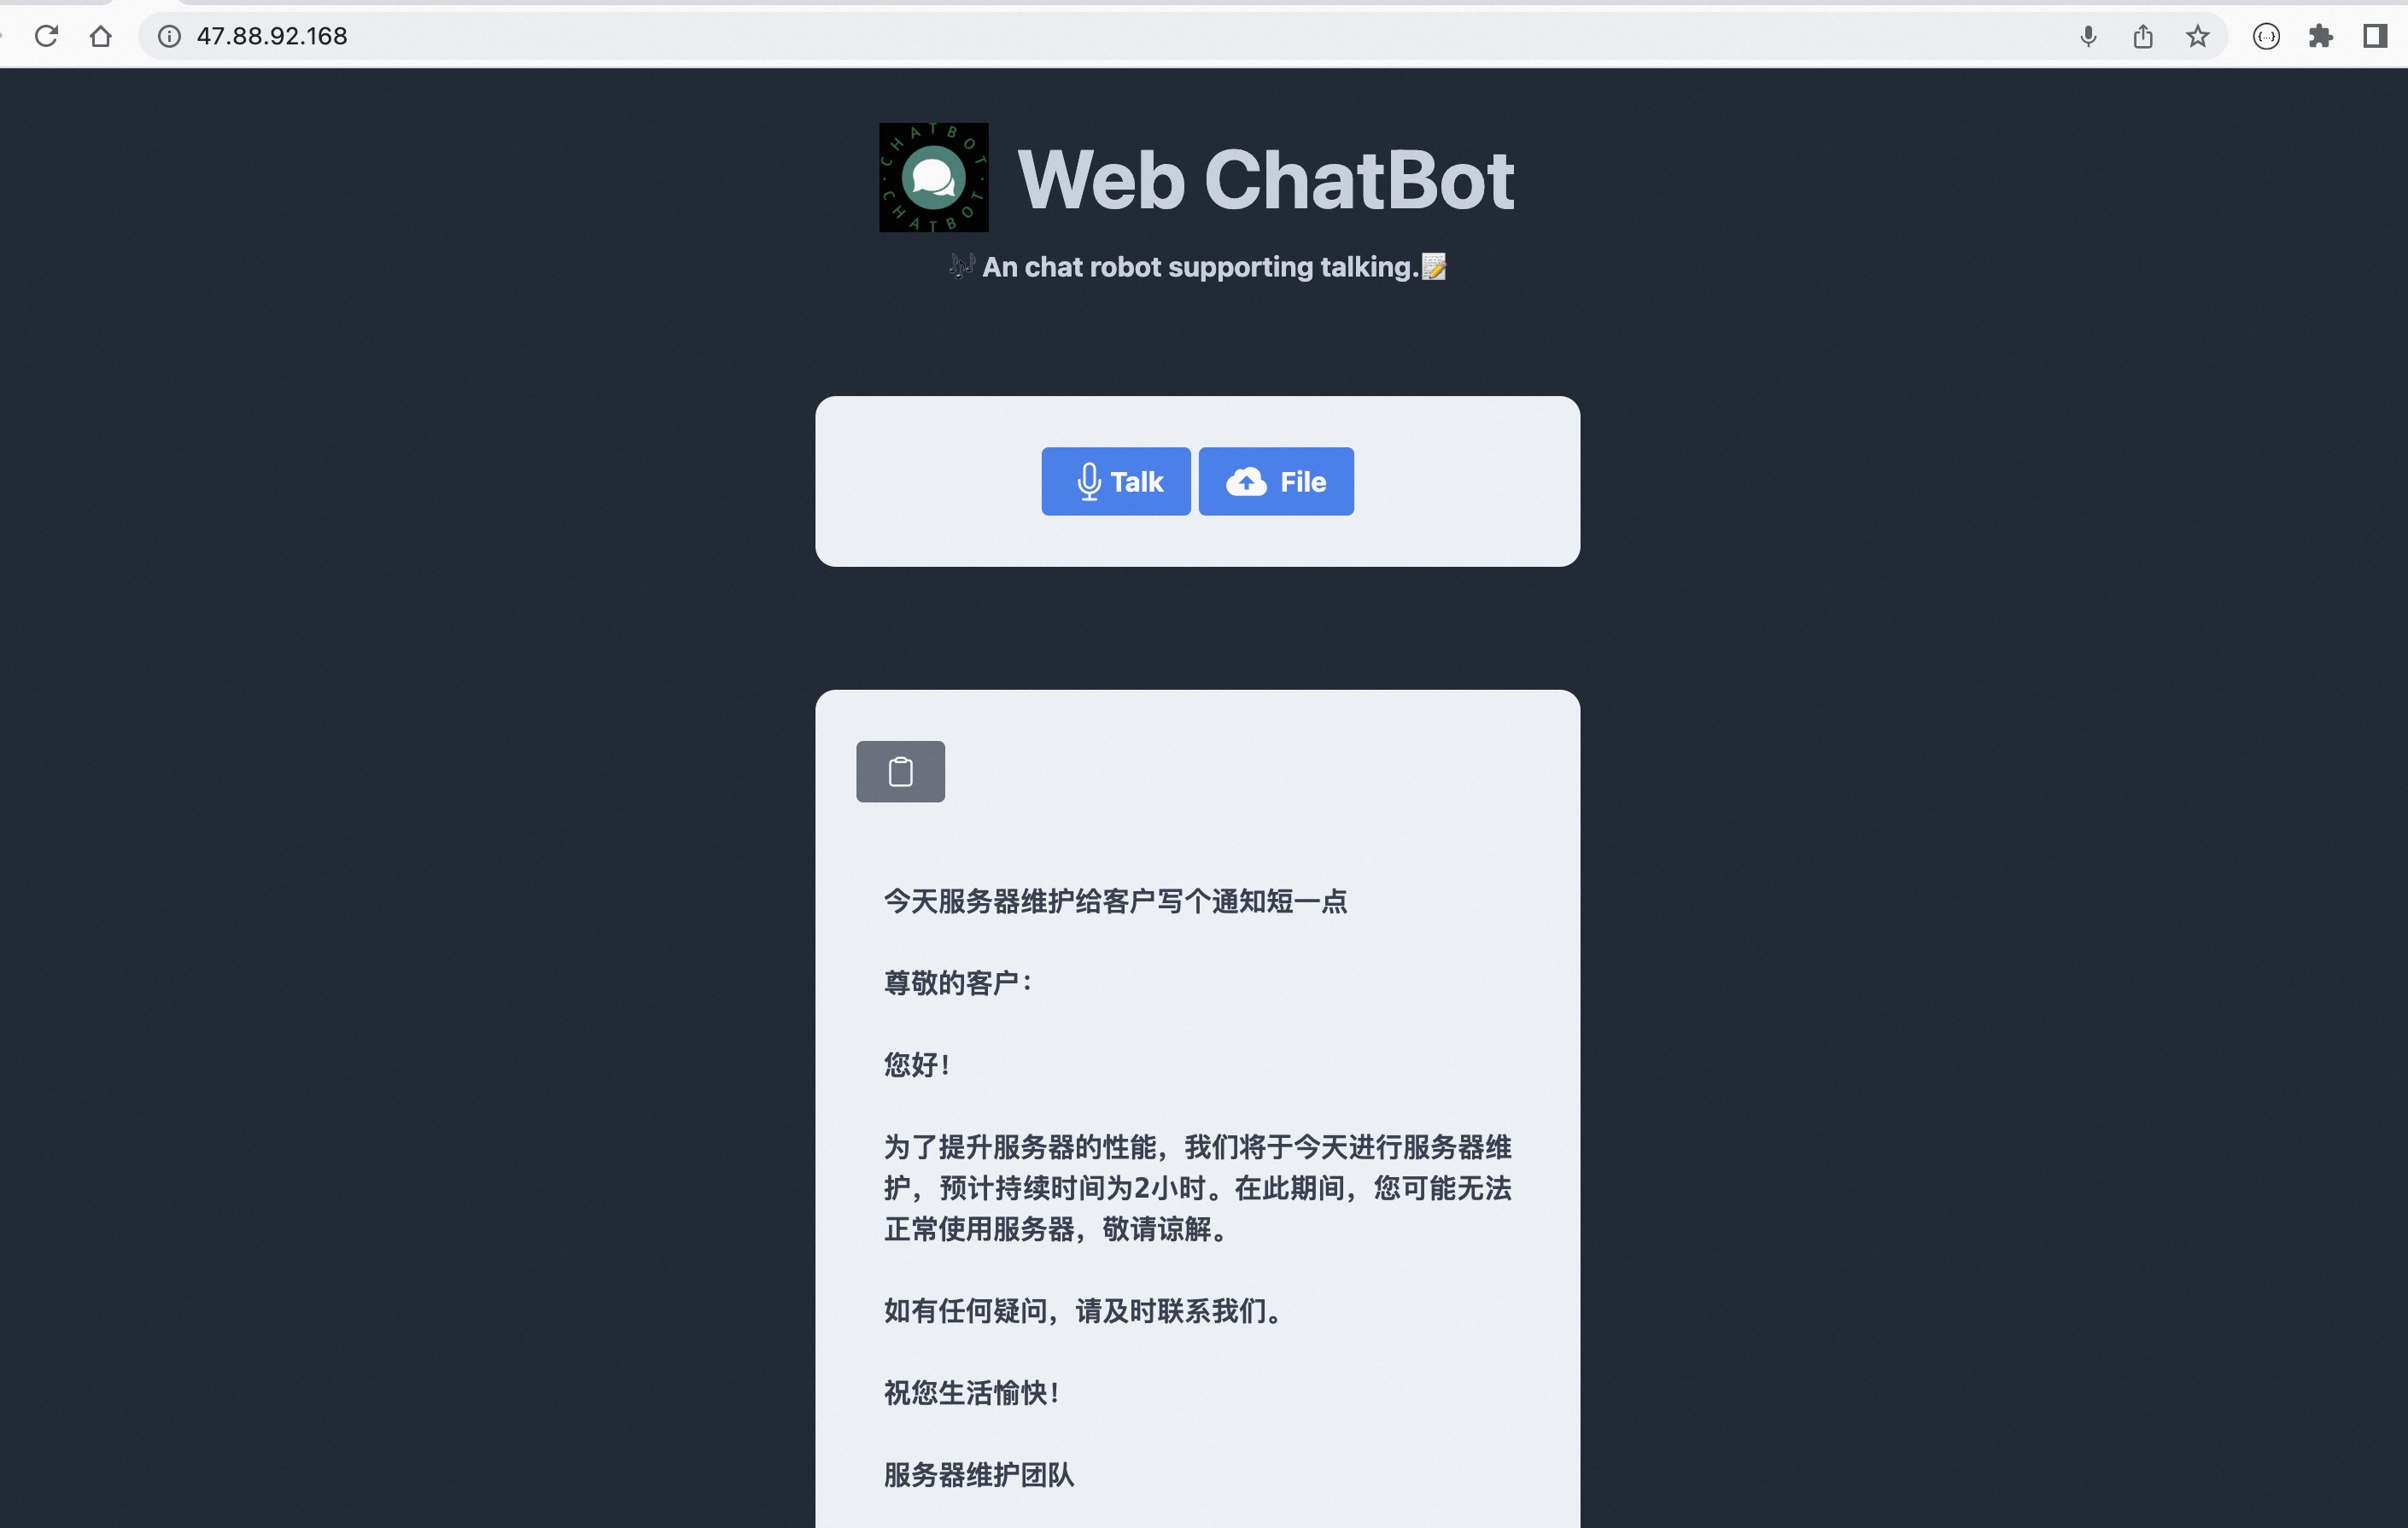 47.88.92.168
CHATBOT · CHATBOT ·
Web ChatBot
🎶 An chat robot supporting talking.📝
Talk
File
今天服务器维护给客户写个通知短一点
尊敬的客户：
您好！
为了提升服务器的性能，我们将于今天进行服务器维
护，预计持续时间为2小时。在此期间，您可能无法
正常使用服务器，敬请谅解。
如有任何疑问，请及时联系我们。
祝您生活愉快！
服务器维护团队